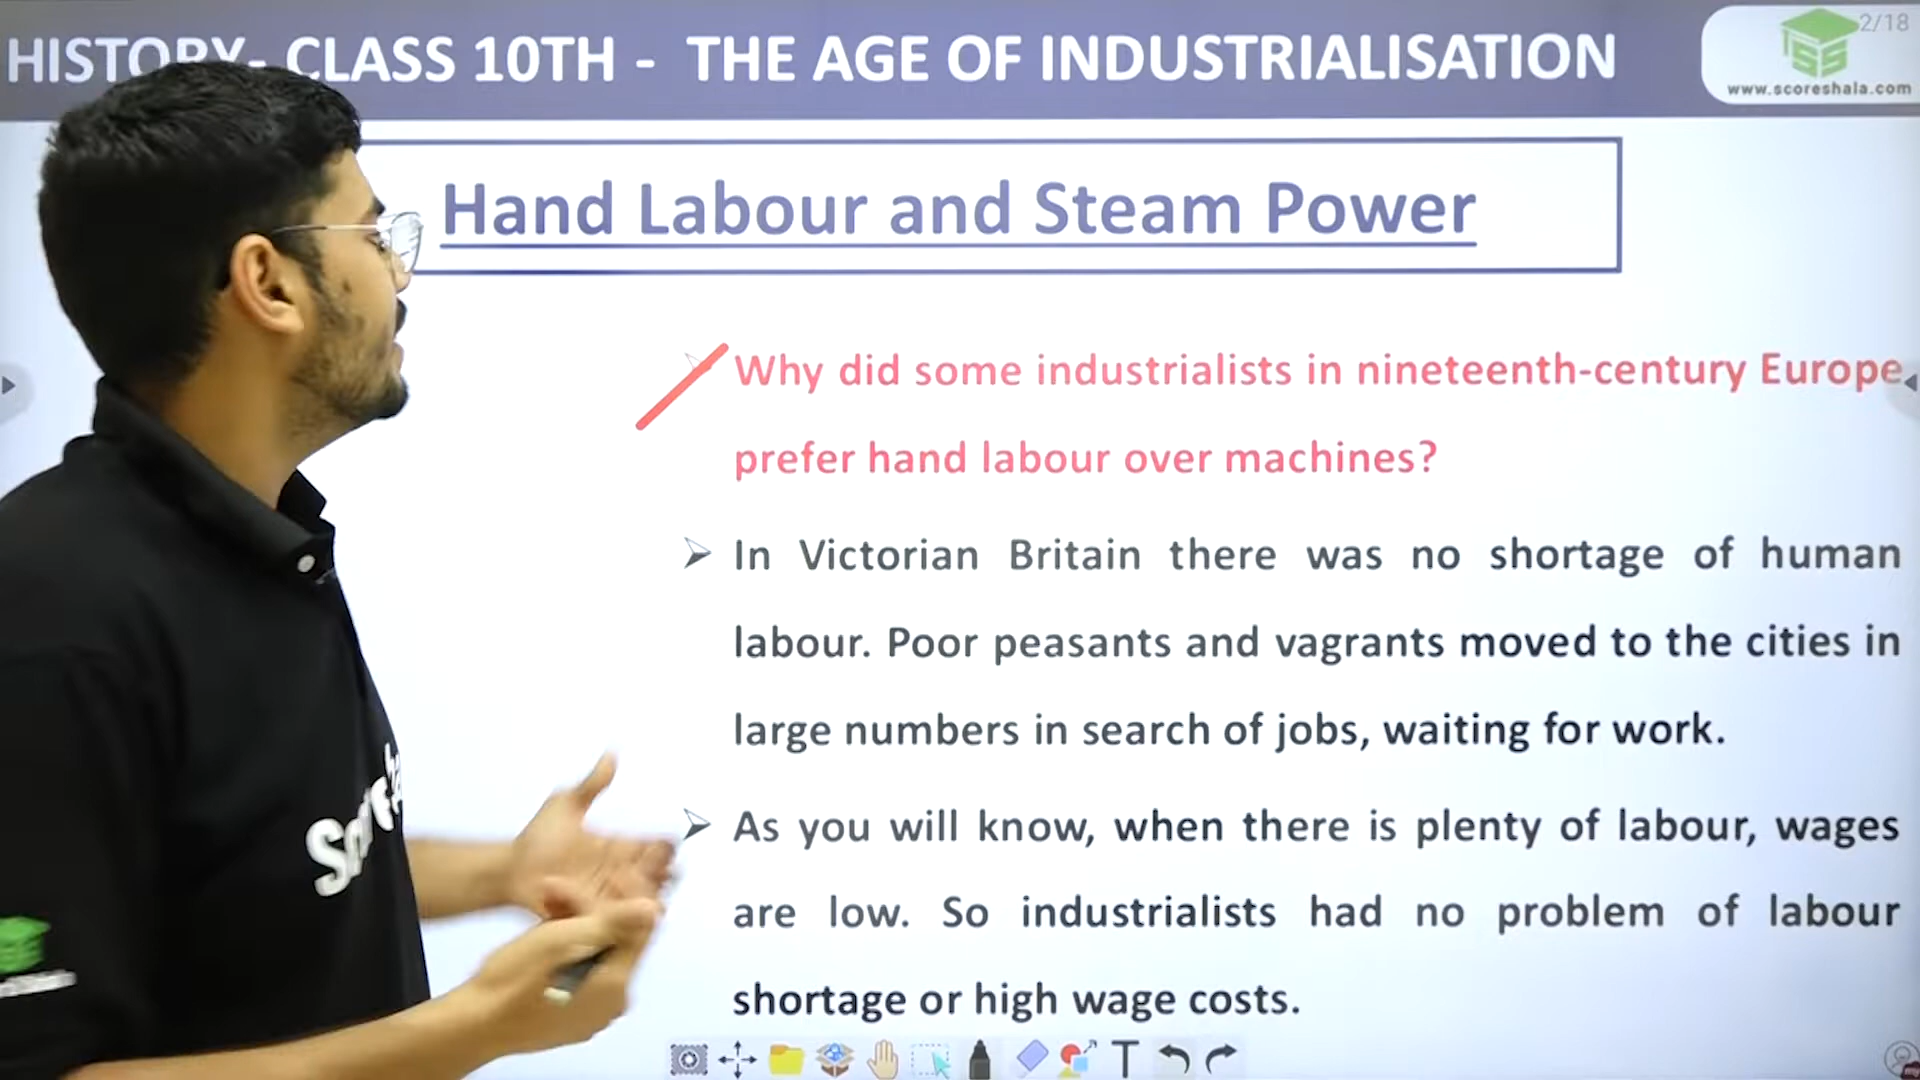 HISTORY- CLASS 10TH - THE AGE OF INDUSTRIALISATION
2/18
www.scoreshala.com
Hand Labour and Steam Power
Why did some industrialists in nineteenth-century Europe
prefer hand labour over machines?
In Victorian Britain there was no shortage of human
labour. Poor peasants and vagrants moved to the cities in
large numbers in search of jobs, waiting for work.
As you will know, when there is plenty of labour, wages
are low. So industrialists had no problem of labour
shortage or high wage costs.
T